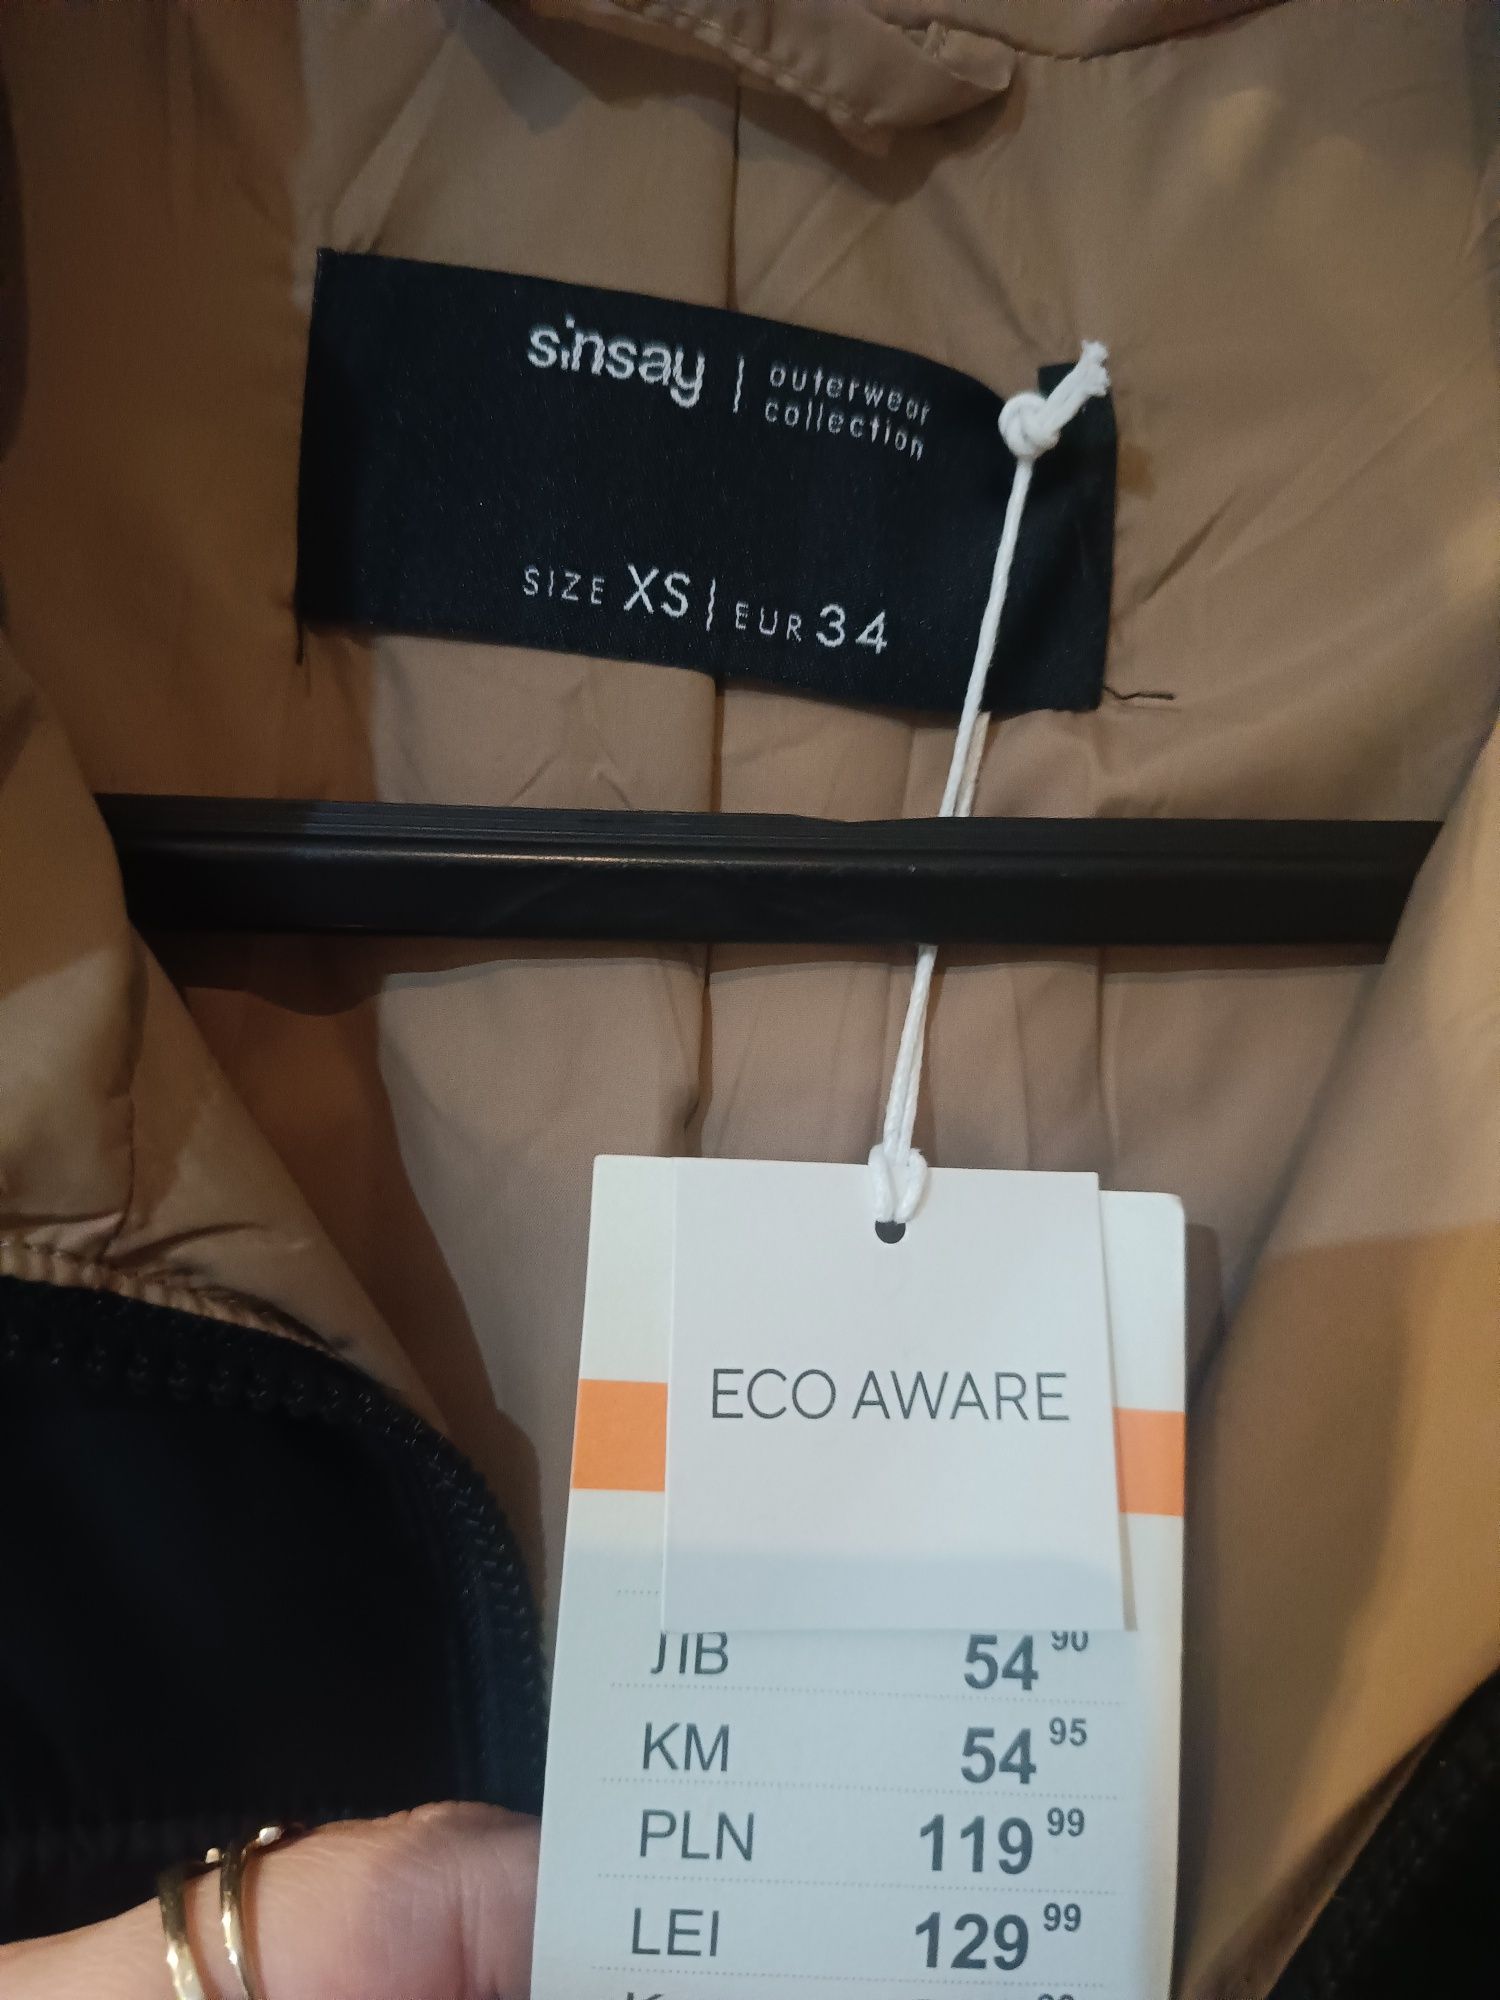 sinsay | outerwear
collection
SIZE XS | EUR 34
ECO AWARE
54 90
KM 54 95
PLN 119 99
LEI 129 99